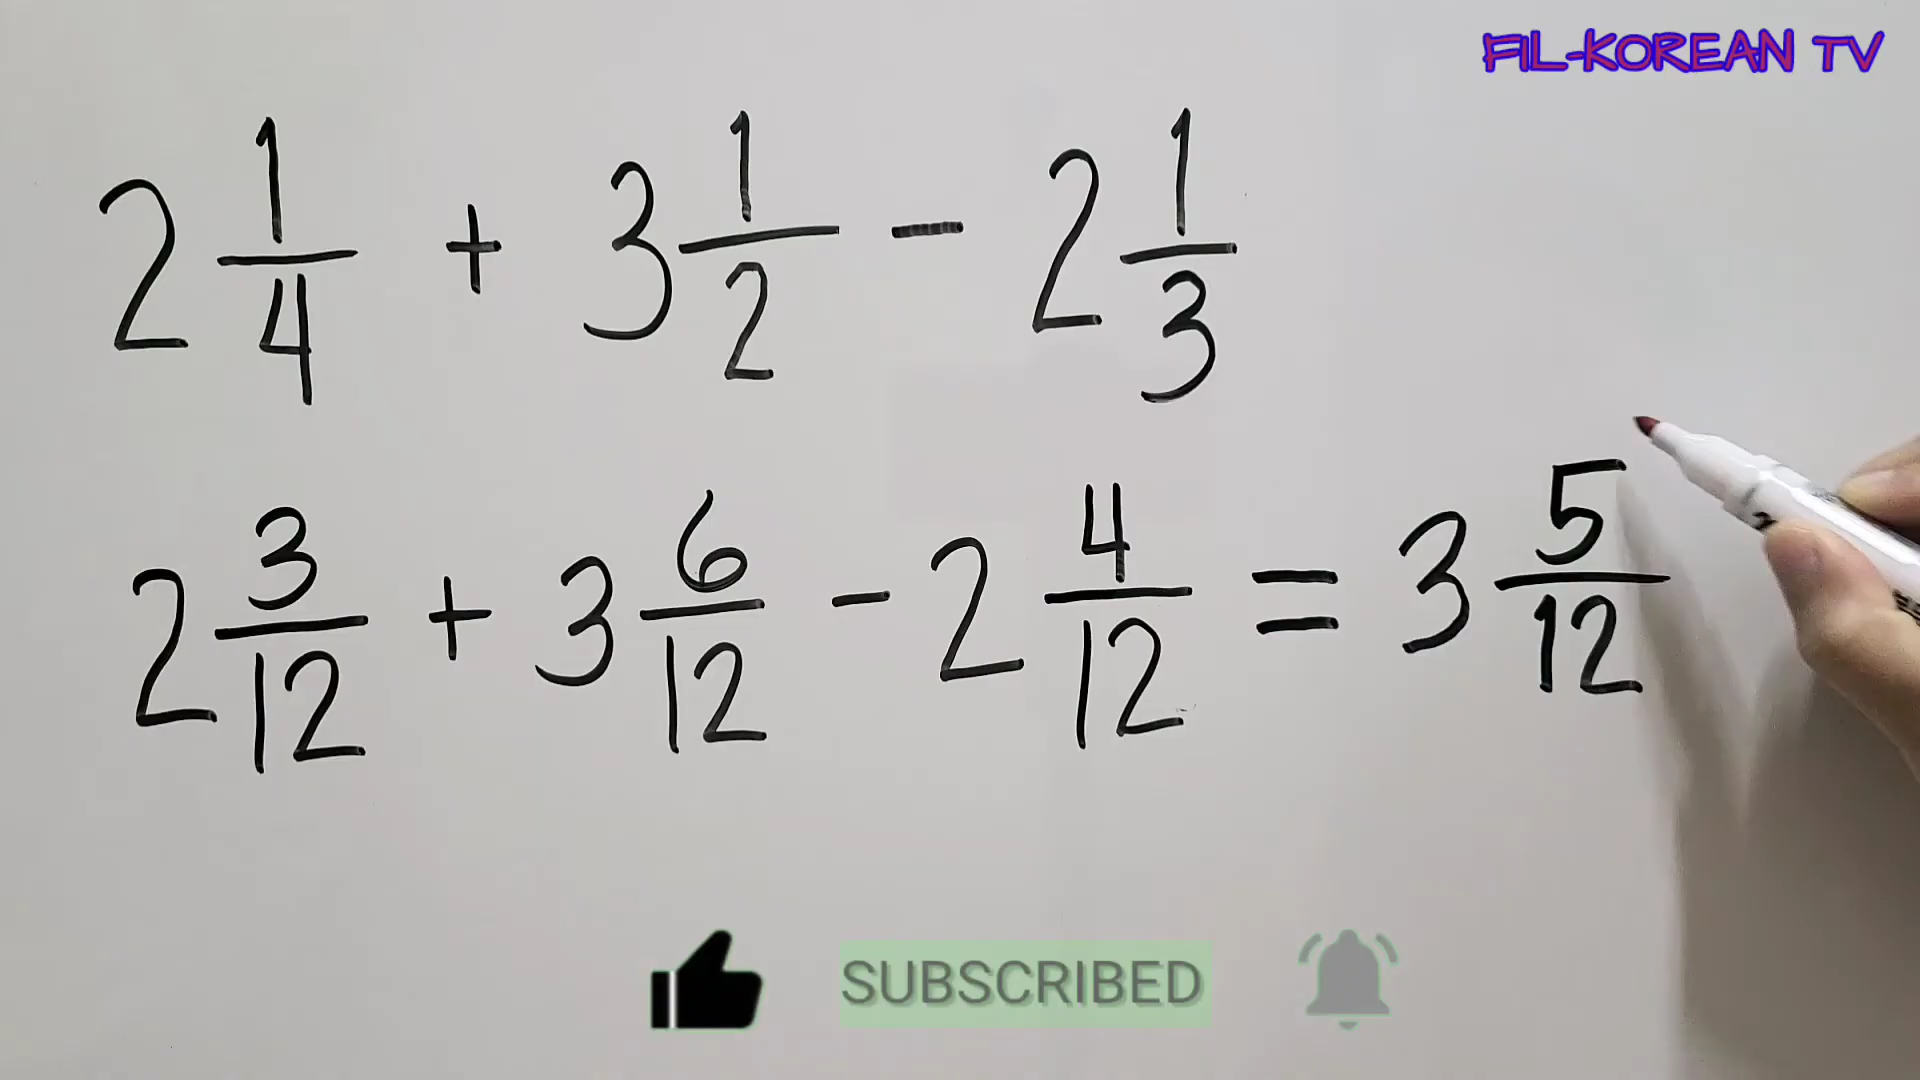 FIL-KOREAN TV
2 1/4 + 3 1/2 - 2 1/3
2 3/12 + 3 6/12 - 2 4/12 = 3 5/12
SUBSCRIBED